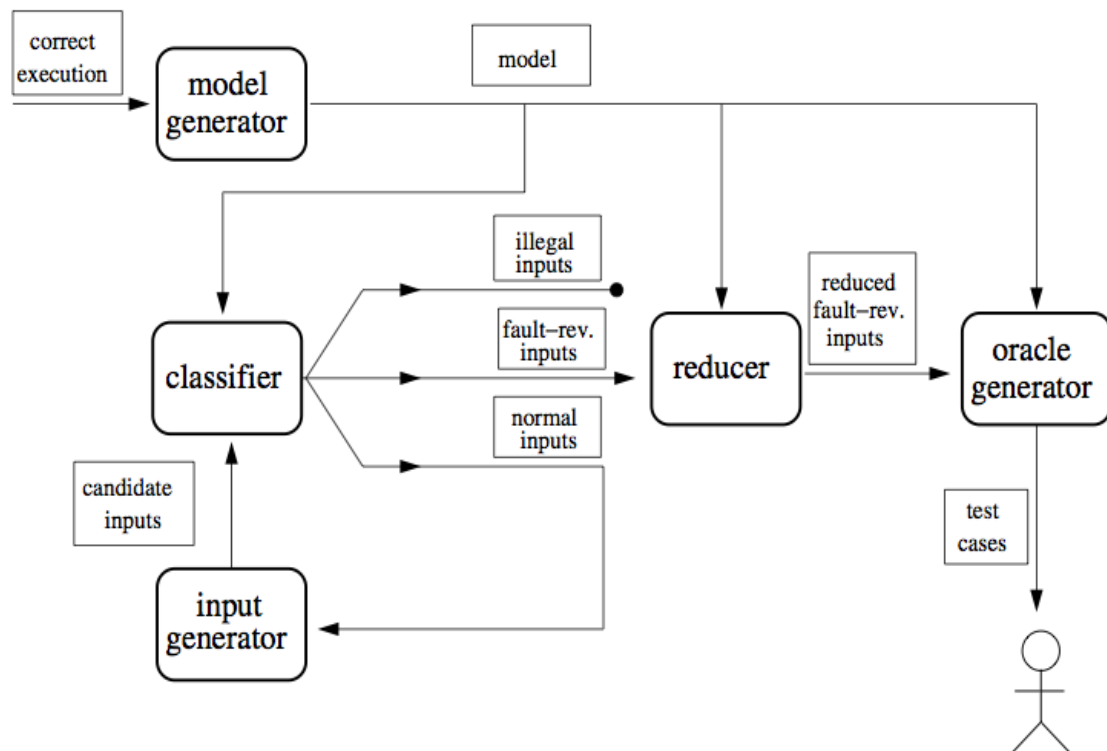 correct
execution
model
generator
model
illegal
inputs
fault-rev.
inputs
normal
inputs
classifier
reducer
reduced
fault-rev.
inputs
oracle
generator
candidate
inputs
input
generator
test
cases